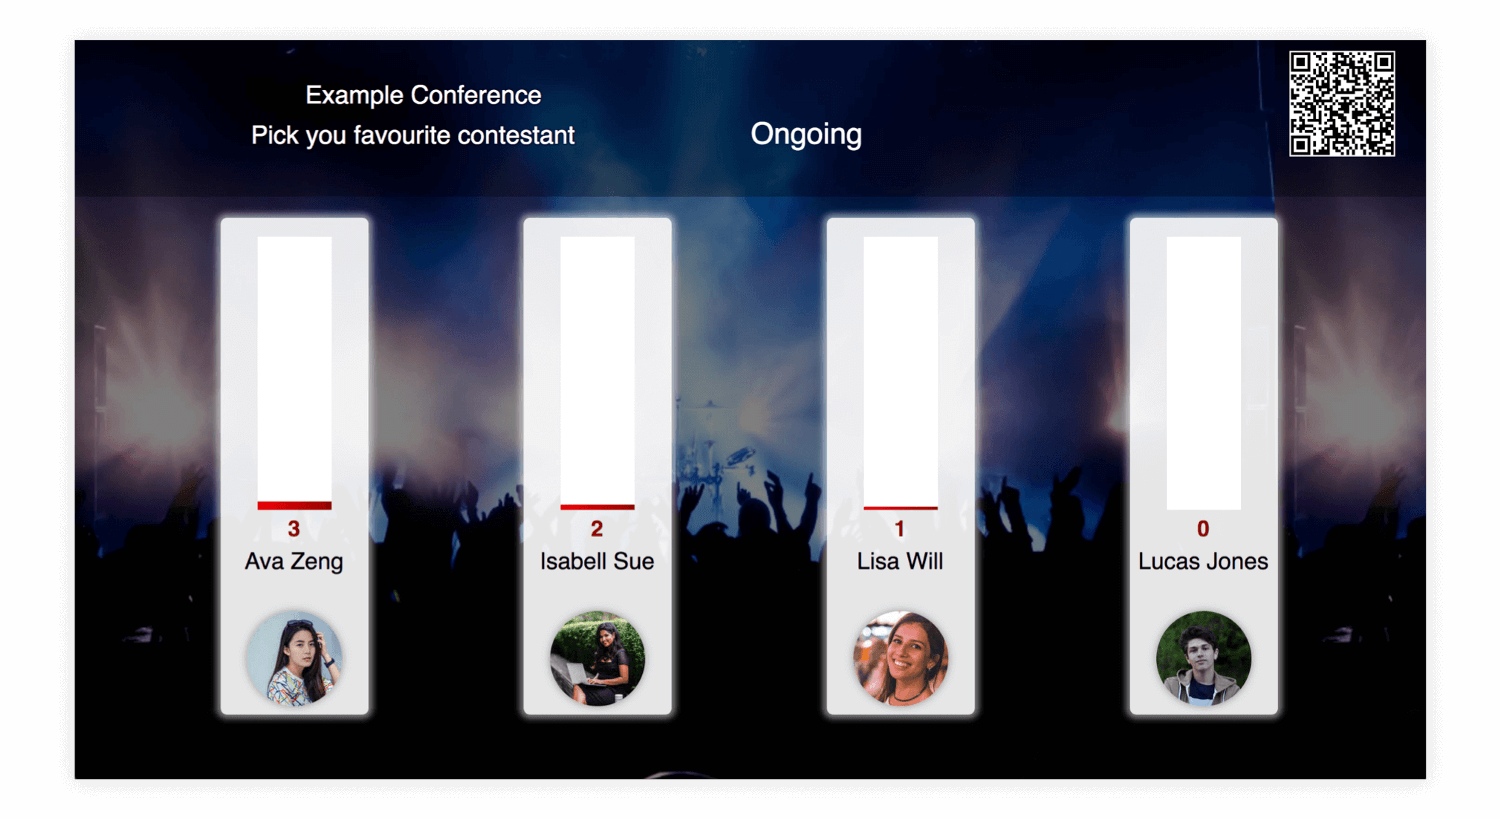 Example Conference
Pick you favourite contestant
Ongoing
3
Ava Zeng
2
Isabell Sue
1
Lisa Will
0
Lucas Jones